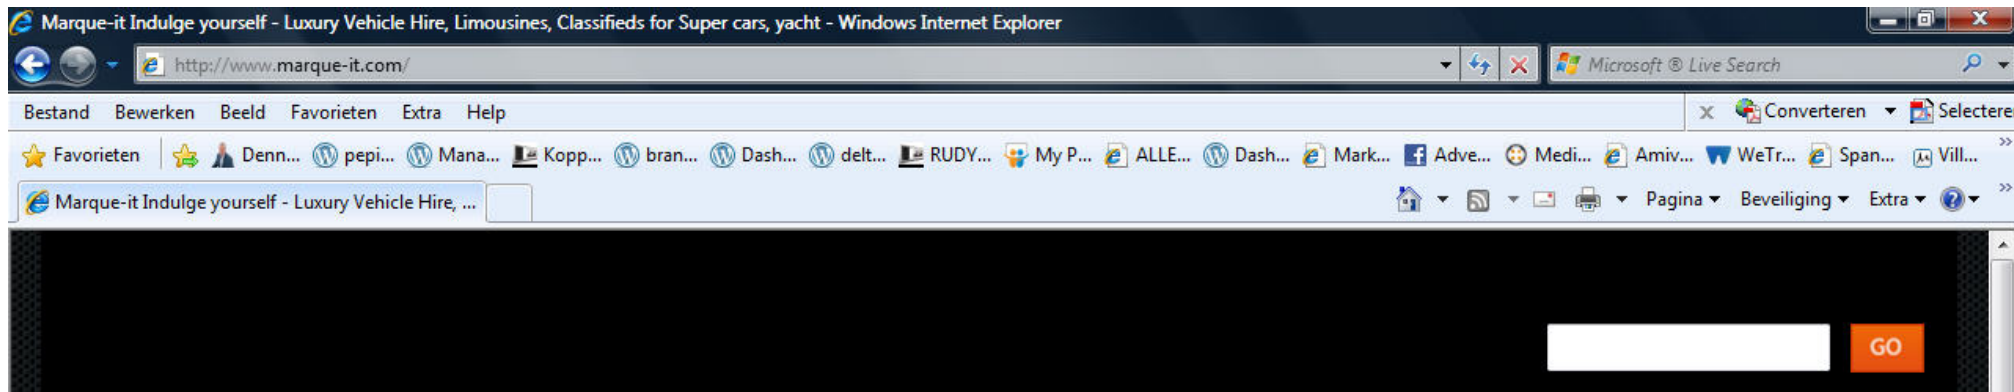 Marque-it Indulge yourself - Luxury Vehicle Hire, Limousines, Classifieds for Super cars, yacht - Windows Internet Explorer
http://www.marque-it.com/ Microsoft ® Live Search
Bestand Bewerken Beeld Favorieten Extra Help x Converteren Selectere
Favorieten Denn... pepi... Mana... Kopp... bran... Dash... delt... RUDY... My P... ALLE... Dash... Mark... Adve... Medi... Amiv... WeTr... Span... Vill... »
Marque-it Indulge yourself - Luxury Vehicle Hire, ... Pagina Beveiliging Extra »
GO